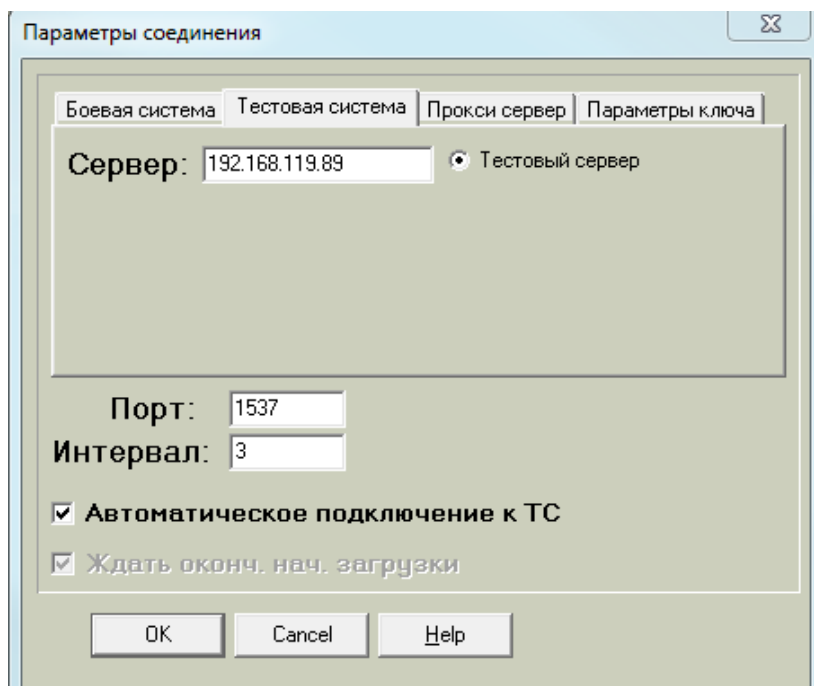 Параметры соединения
Боевая система Тестовая система Прокси сервер Параметры ключа
Сервер: 192.168.119.89 Тестовый сервер
Порт: 1537
Интервал: 3
Автоматическое подключение к ТС
Ждать оконч. нач. загрузки
OK Cancel Help